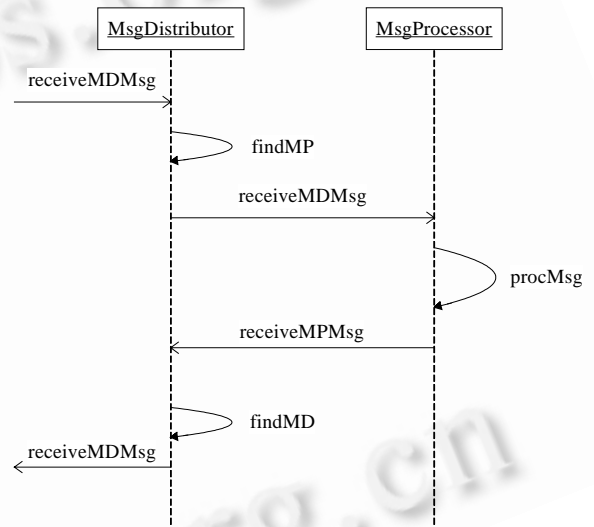 MsgDistributor
MsgProcessor
receiveMDMsg
findMP
receiveMDMsg
procMsg
receiveMPMsg
findMD
receiveMDMsg